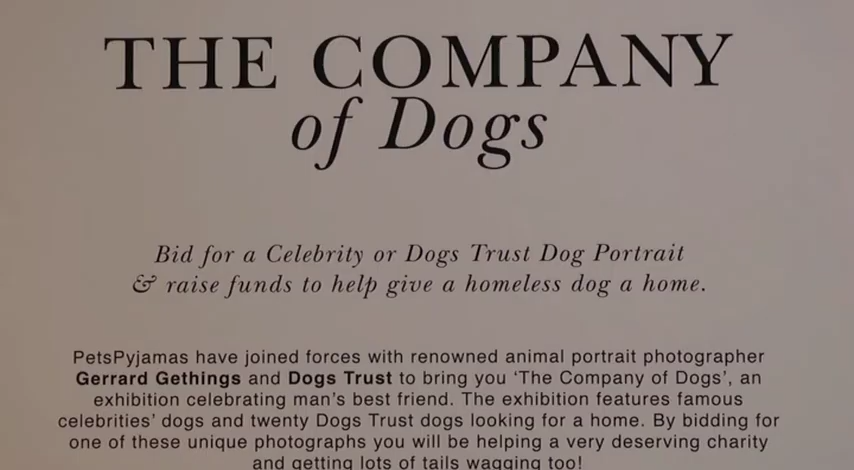 THE COMPANY
of Dogs
Bid for a Celebrity or Dogs Trust Dog Portrait
& raise funds to help give a homeless dog a home.
PetsPyjamas have joined forces with renowned animal portrait photographer
Gerrard Gethings and Dogs Trust to bring you ‘The Company of Dogs’, an
exhibition celebrating man’s best friend. The exhibition features famous
celebrities’ dogs and twenty Dogs Trust dogs looking for a home. By bidding for
one of these unique photographs you will be helping a very deserving charity
and getting lots of tails wagging too!